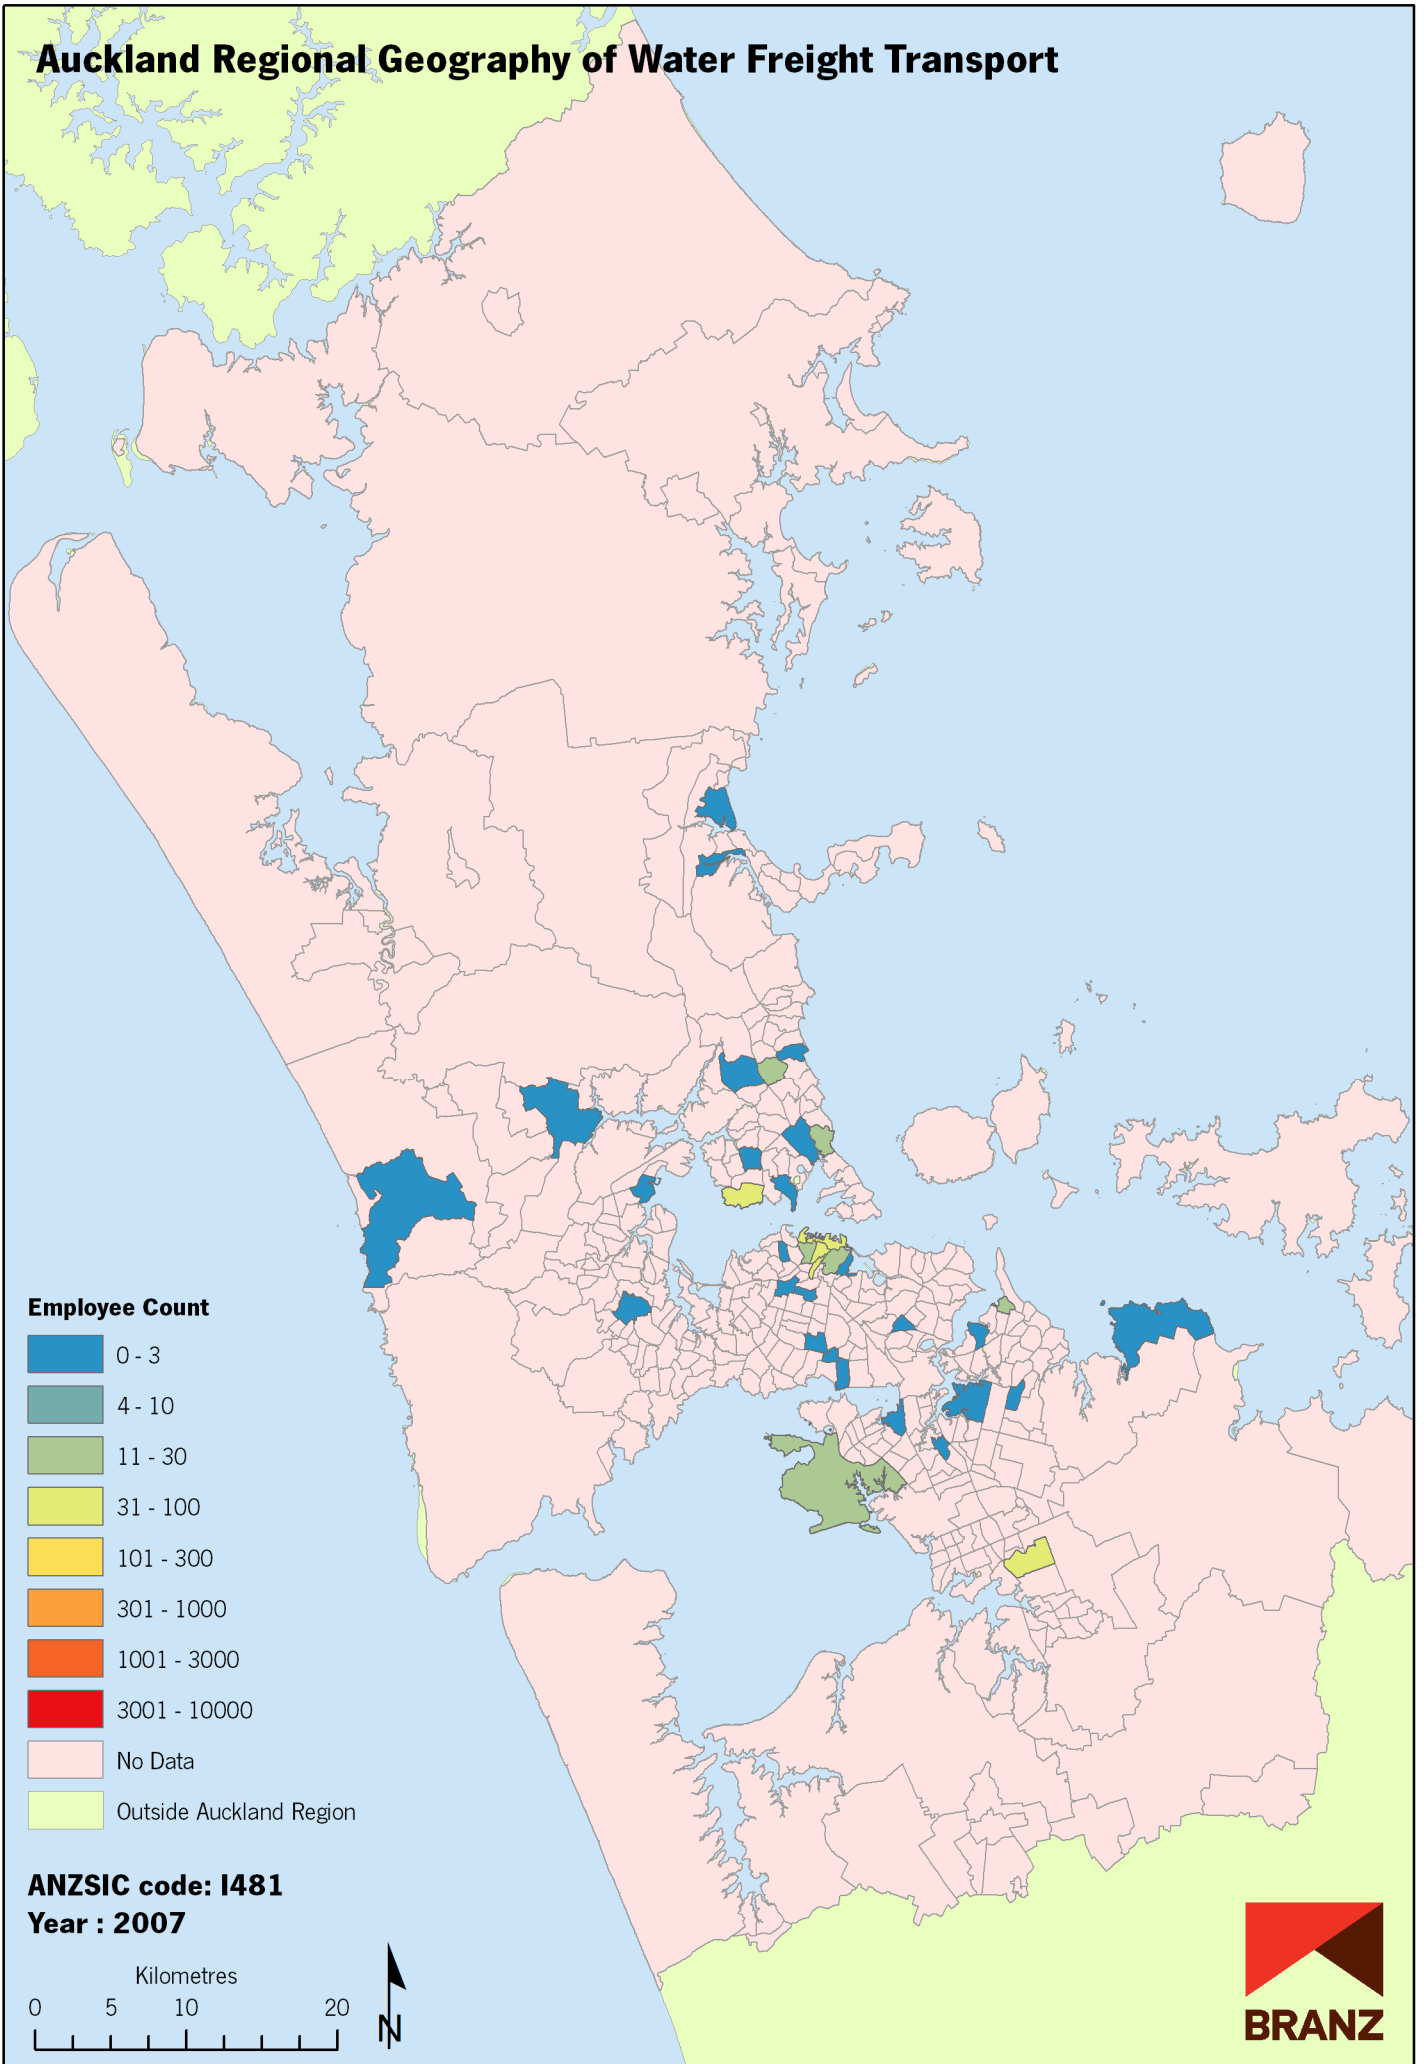 Auckland Regional Geography of Water Freight Transport
Employee Count
0 - 3
4 - 10
11 - 30
31 - 100
101 - 300
301 - 1000
1001 - 3000
3001 - 10000
No Data
Outside Auckland Region
ANZSIC code: I481
Year : 2007
Kilometres
0 5 10 20
N
BRANZ